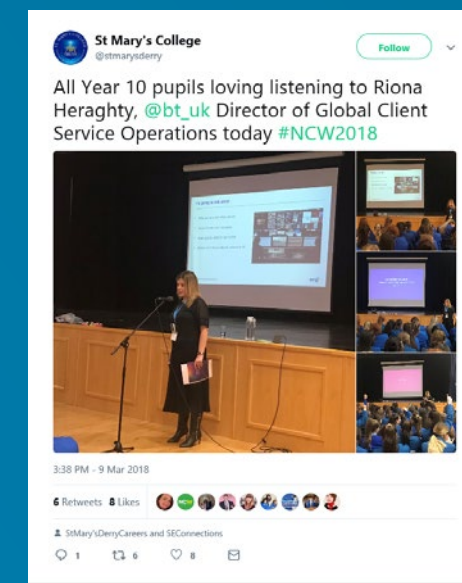 St Mary's College
@stmarysderry
Follow
All Year 10 pupils loving listening to Riona
Heraghty, @bt_uk Director of Global Client
Service Operations today #NCW2018
3:38 PM - 9 Mar 2018
6 Retweets 8 Likes
StMary'sDerryCareers and SEConnections
1 6 8